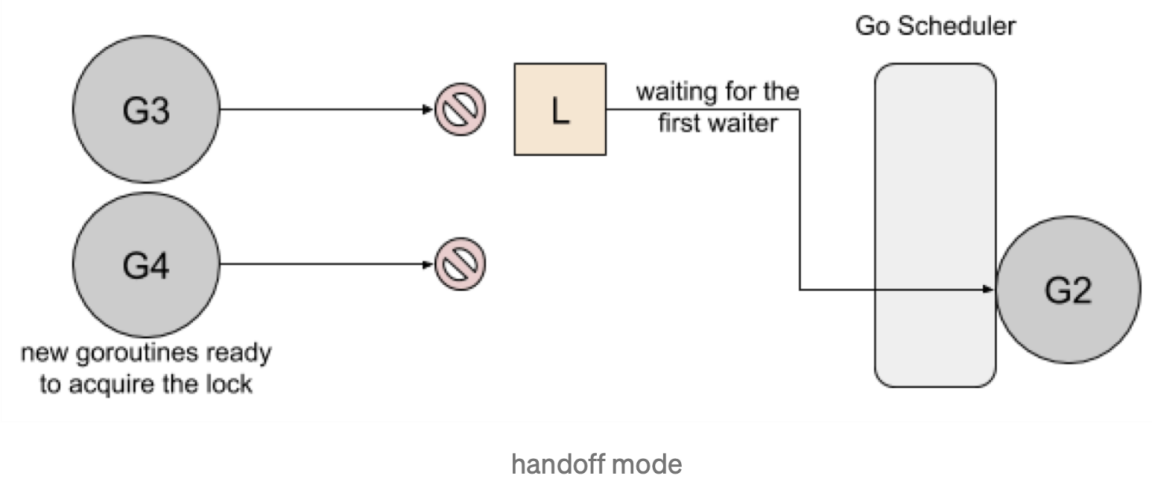 Go Scheduler
G3
L
waiting for the
first waiter
G4
G2
new goroutines ready
to acquire the lock
handoff mode